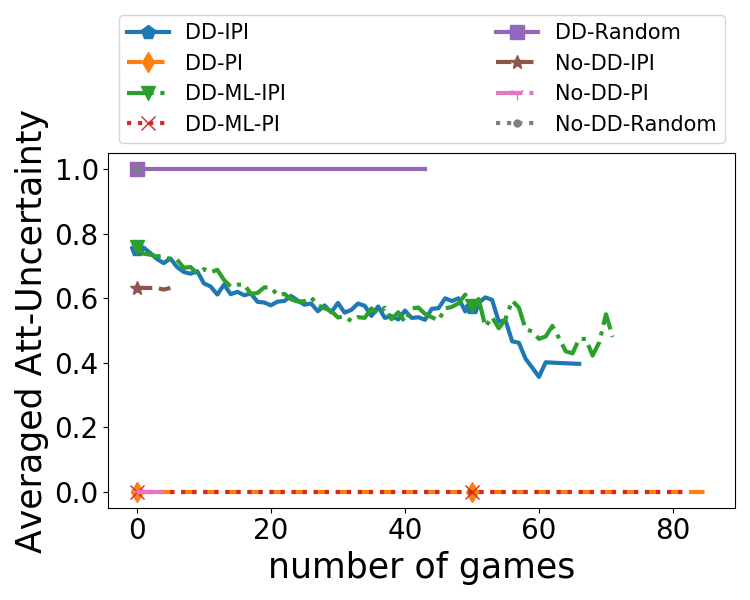 DD-IPI
DD-PI
DD-ML-IPI
DD-ML-PI
DD-Random
No-DD-IPI
No-DD-PI
No-DD-Random
Averaged Att-Uncertainty
1.0
0.8
0.6
0.4
0.2
0.0
0
20
40
60
80
number of games